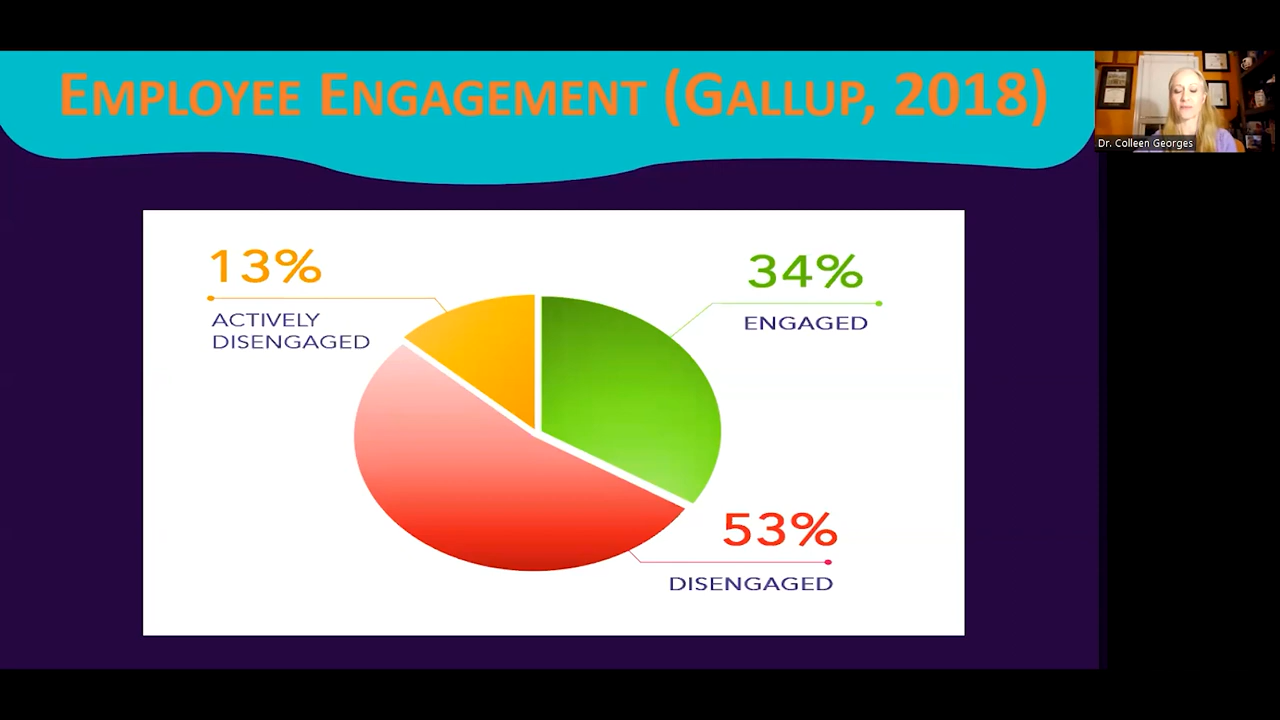 EMPLOYEE ENGAGEMENT (GALLUP, 2018)
Dr. Colleen Georges
13%
ACTIVELY
DISENGAGED
34%
ENGAGED
53%
DISENGAGED